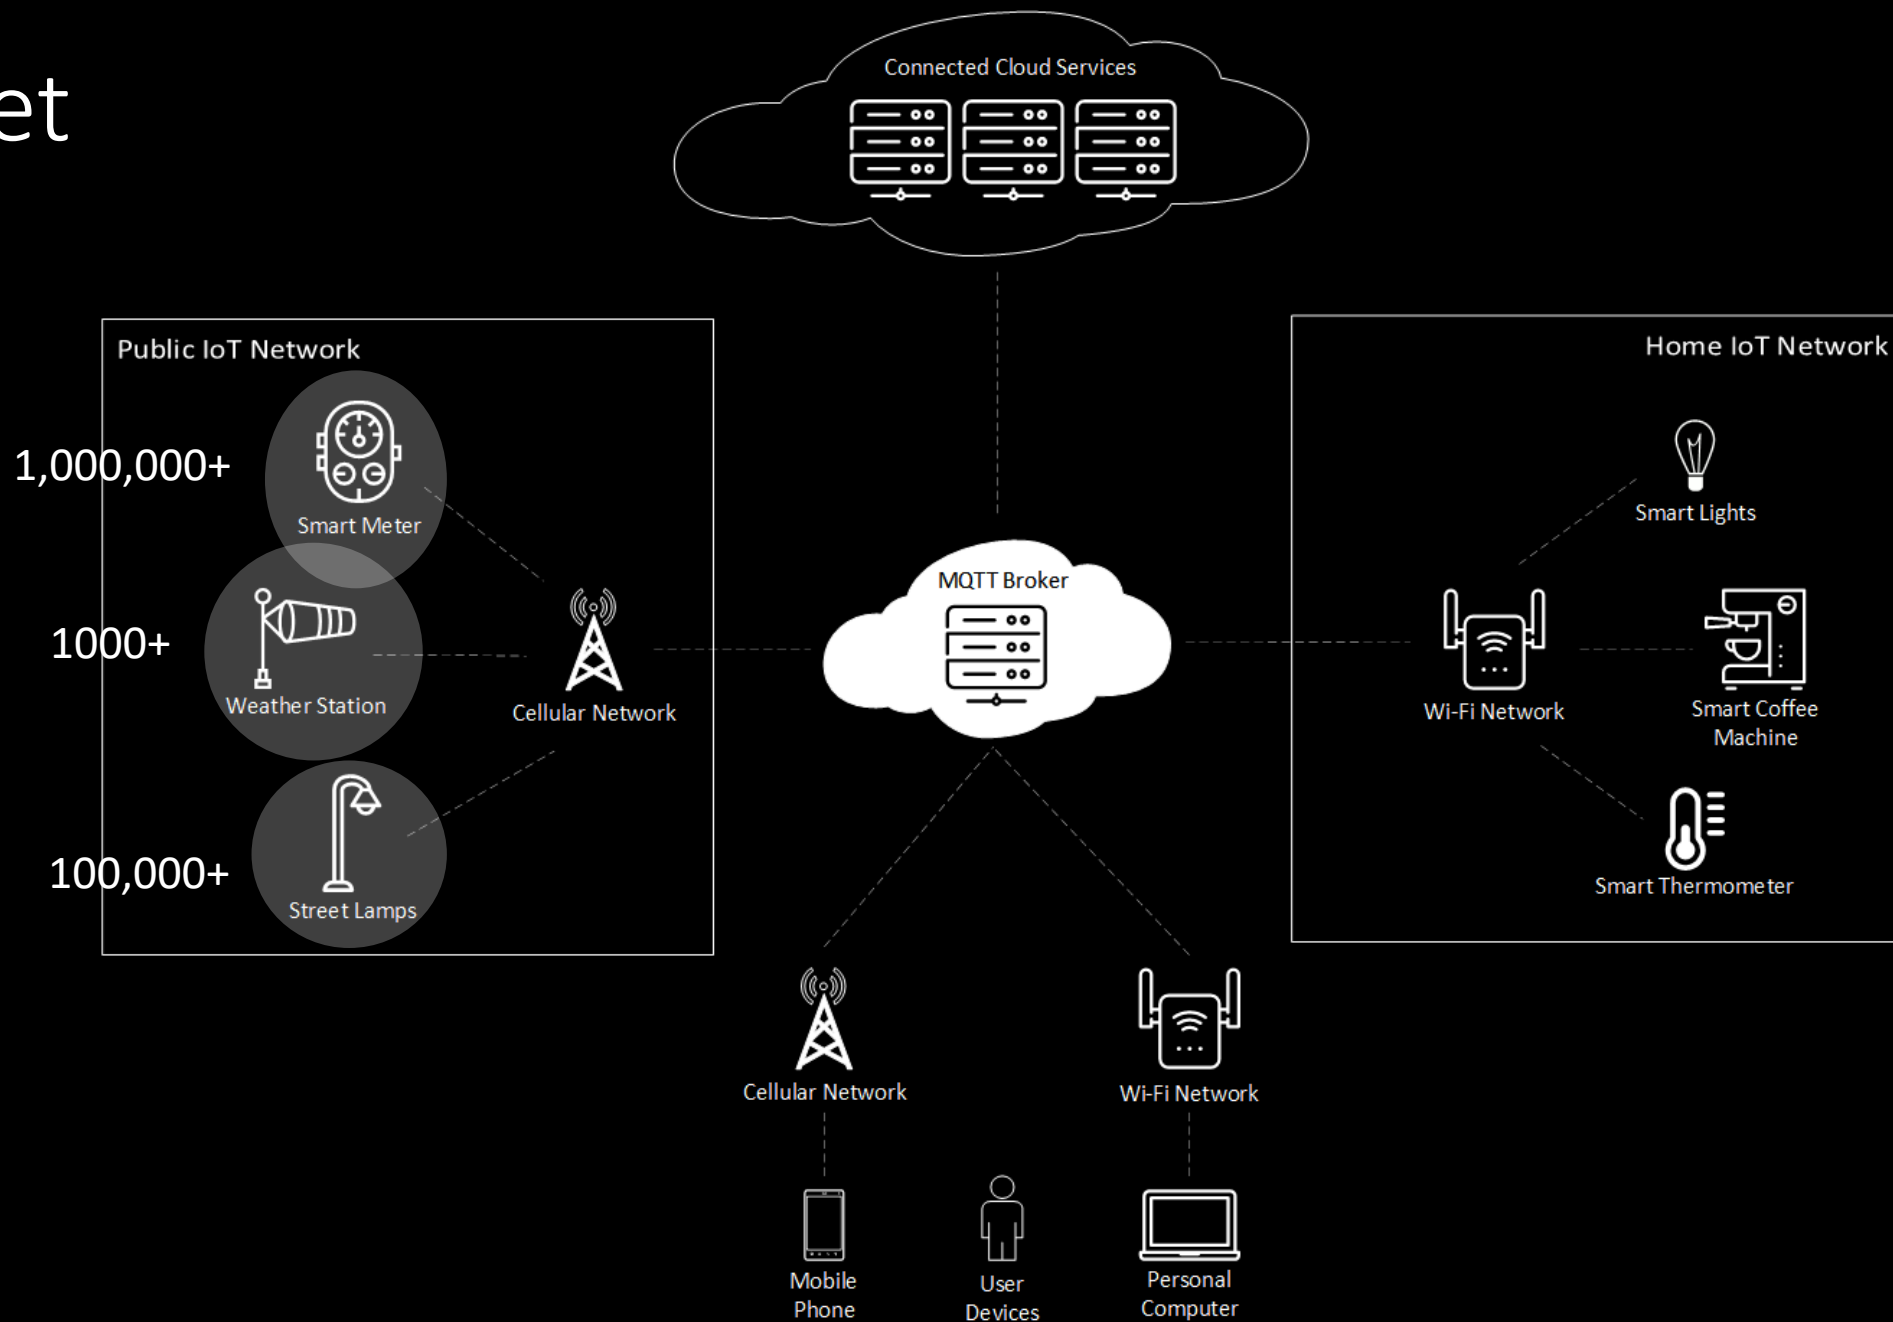 et
Connected Cloud Services
Public IoT Network
1,000,000+
Smart Meter
1000+
Weather Station
Cellular Network
100,000+
Street Lamps
MQTT Broker
Home IoT Network
Smart Lights
Wi-Fi Network
Smart Coffee
Machine
Smart Thermometer
Cellular Network
Wi-Fi Network
Mobile
Phone
User
Devices
Personal
Computer